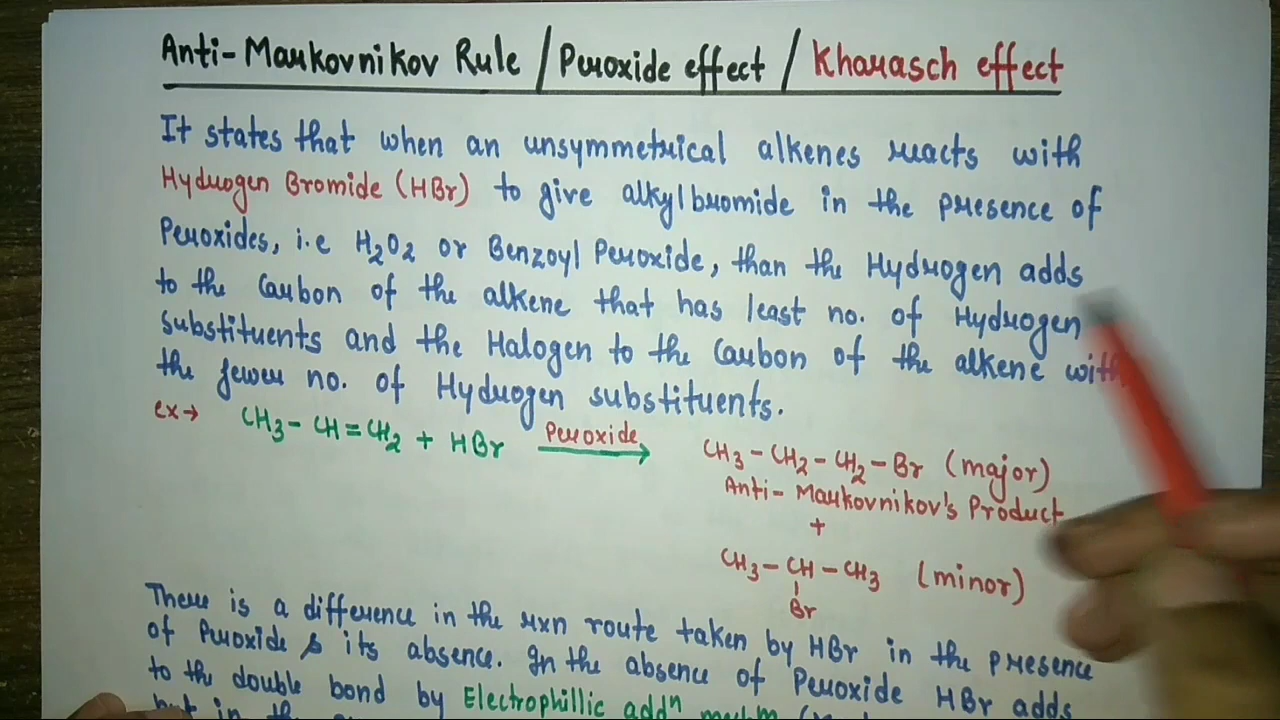 Anti-Markovnikov Rule / Peroxide effect / Kharasch effect
It states that when an unsymmetrical alkenes reacts with
Hydrogen Bromide (HBr) to give alkylbromide in the presence of
Peroxides, i.e H2O2 or Benzoyl Peroxide, than the Hydrogen adds
to the Carbon of the alkene that has least no. of Hydrogen
substituents and the Halogen to the Carbon of the alkene with
the fewer no. of Hydrogen substituents.
ex→ CH3-CH=CH2 + HBr Peroxide → CH3-CH2-CH2-Br (major)
Anti-Markovnikov's Product
+
CH3-CH-CH3 (minor)
Br
There is a difference in the rxn route taken by HBr in the presence
of Peroxide & its absence. In the absence of Peroxide HBr adds
to the double bond by Electrophillic addn
but in the